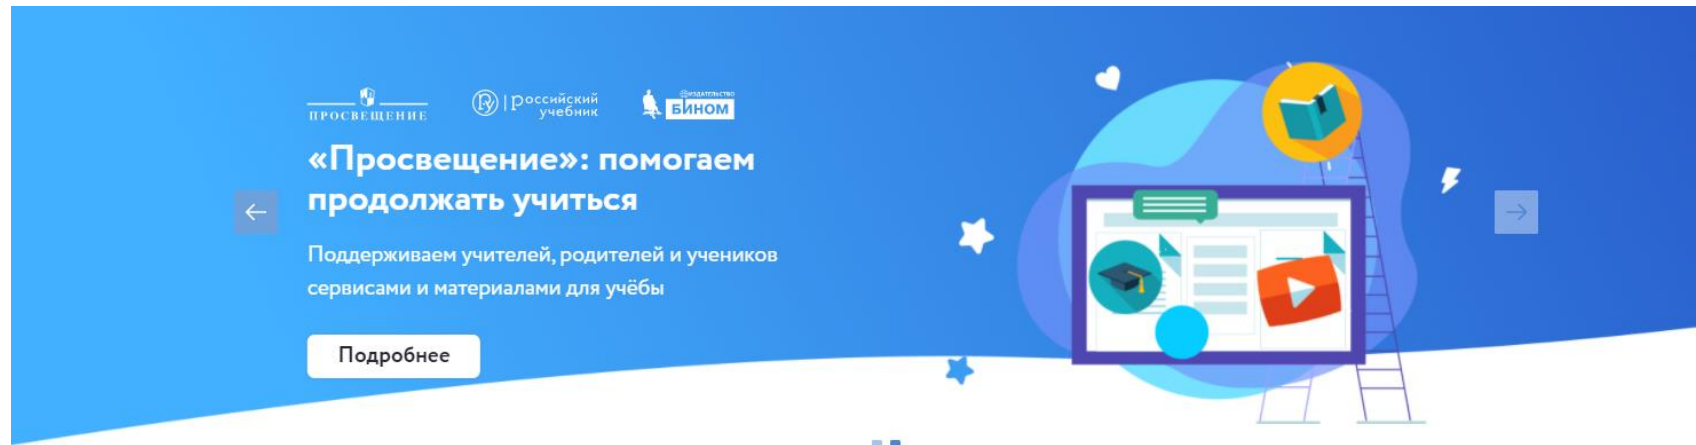 ПРОСВЕЩЕНИЕ
российский
учебник
издательство
БИНОМ
«Просвещение»: помогаем
продолжать учиться
Поддерживаем учителей, родителей и учеников
сервисами и материалами для учёбы
Подробнее